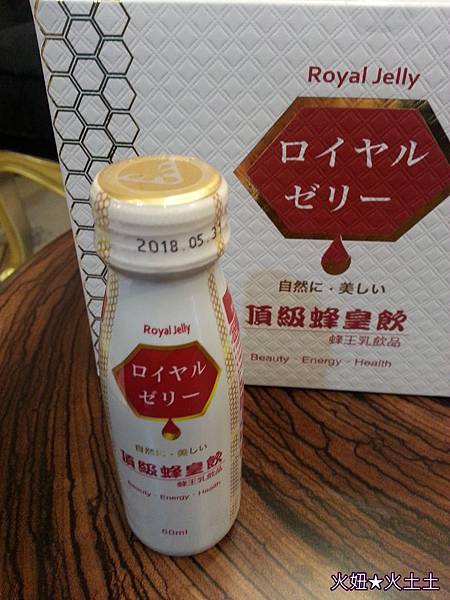 Royal Jelly
ロイヤル
ゼリー
自然に・美しい
頂級蜂皇飲
蜂王乳飲品
Beauty · Energy · Health
2018.05.3
Royal Jelly
ロイヤル
ゼリー
自然に・美しい
頂級蜂皇飲
蜂王乳飲品
Beauty · Energy · Health
60ml
火妞★火土土